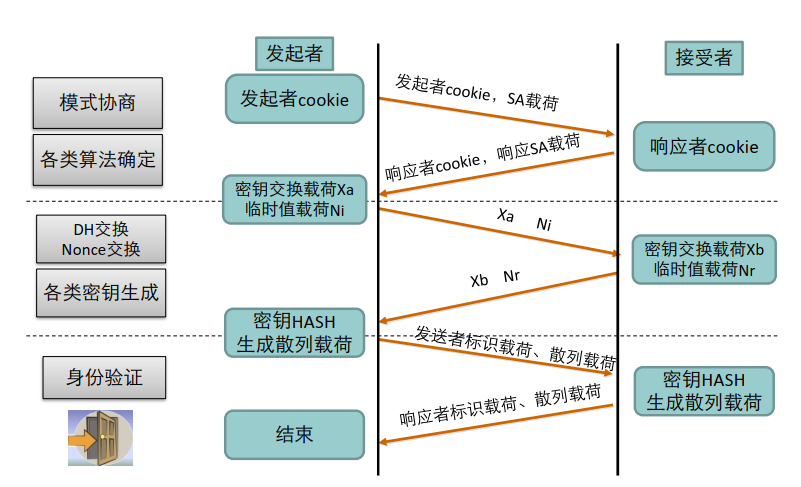 发起者
接受者
模式协商
发起者cookie
发起者cookie，SA载荷
各类算法确定
响应者cookie，响应SA载荷
响应者cookie
密钥交换载荷Xa
临时值载荷Ni
DH交换
Nonce交换
Xa Ni
密钥交换载荷Xb
临时值载荷Nr
各类密钥生成
Xb Nr
密钥HASH
生成散列载荷
发送者标识载荷、散列载荷
身份验证
密钥HASH
生成散列载荷
响应者标识载荷、散列载荷
结束